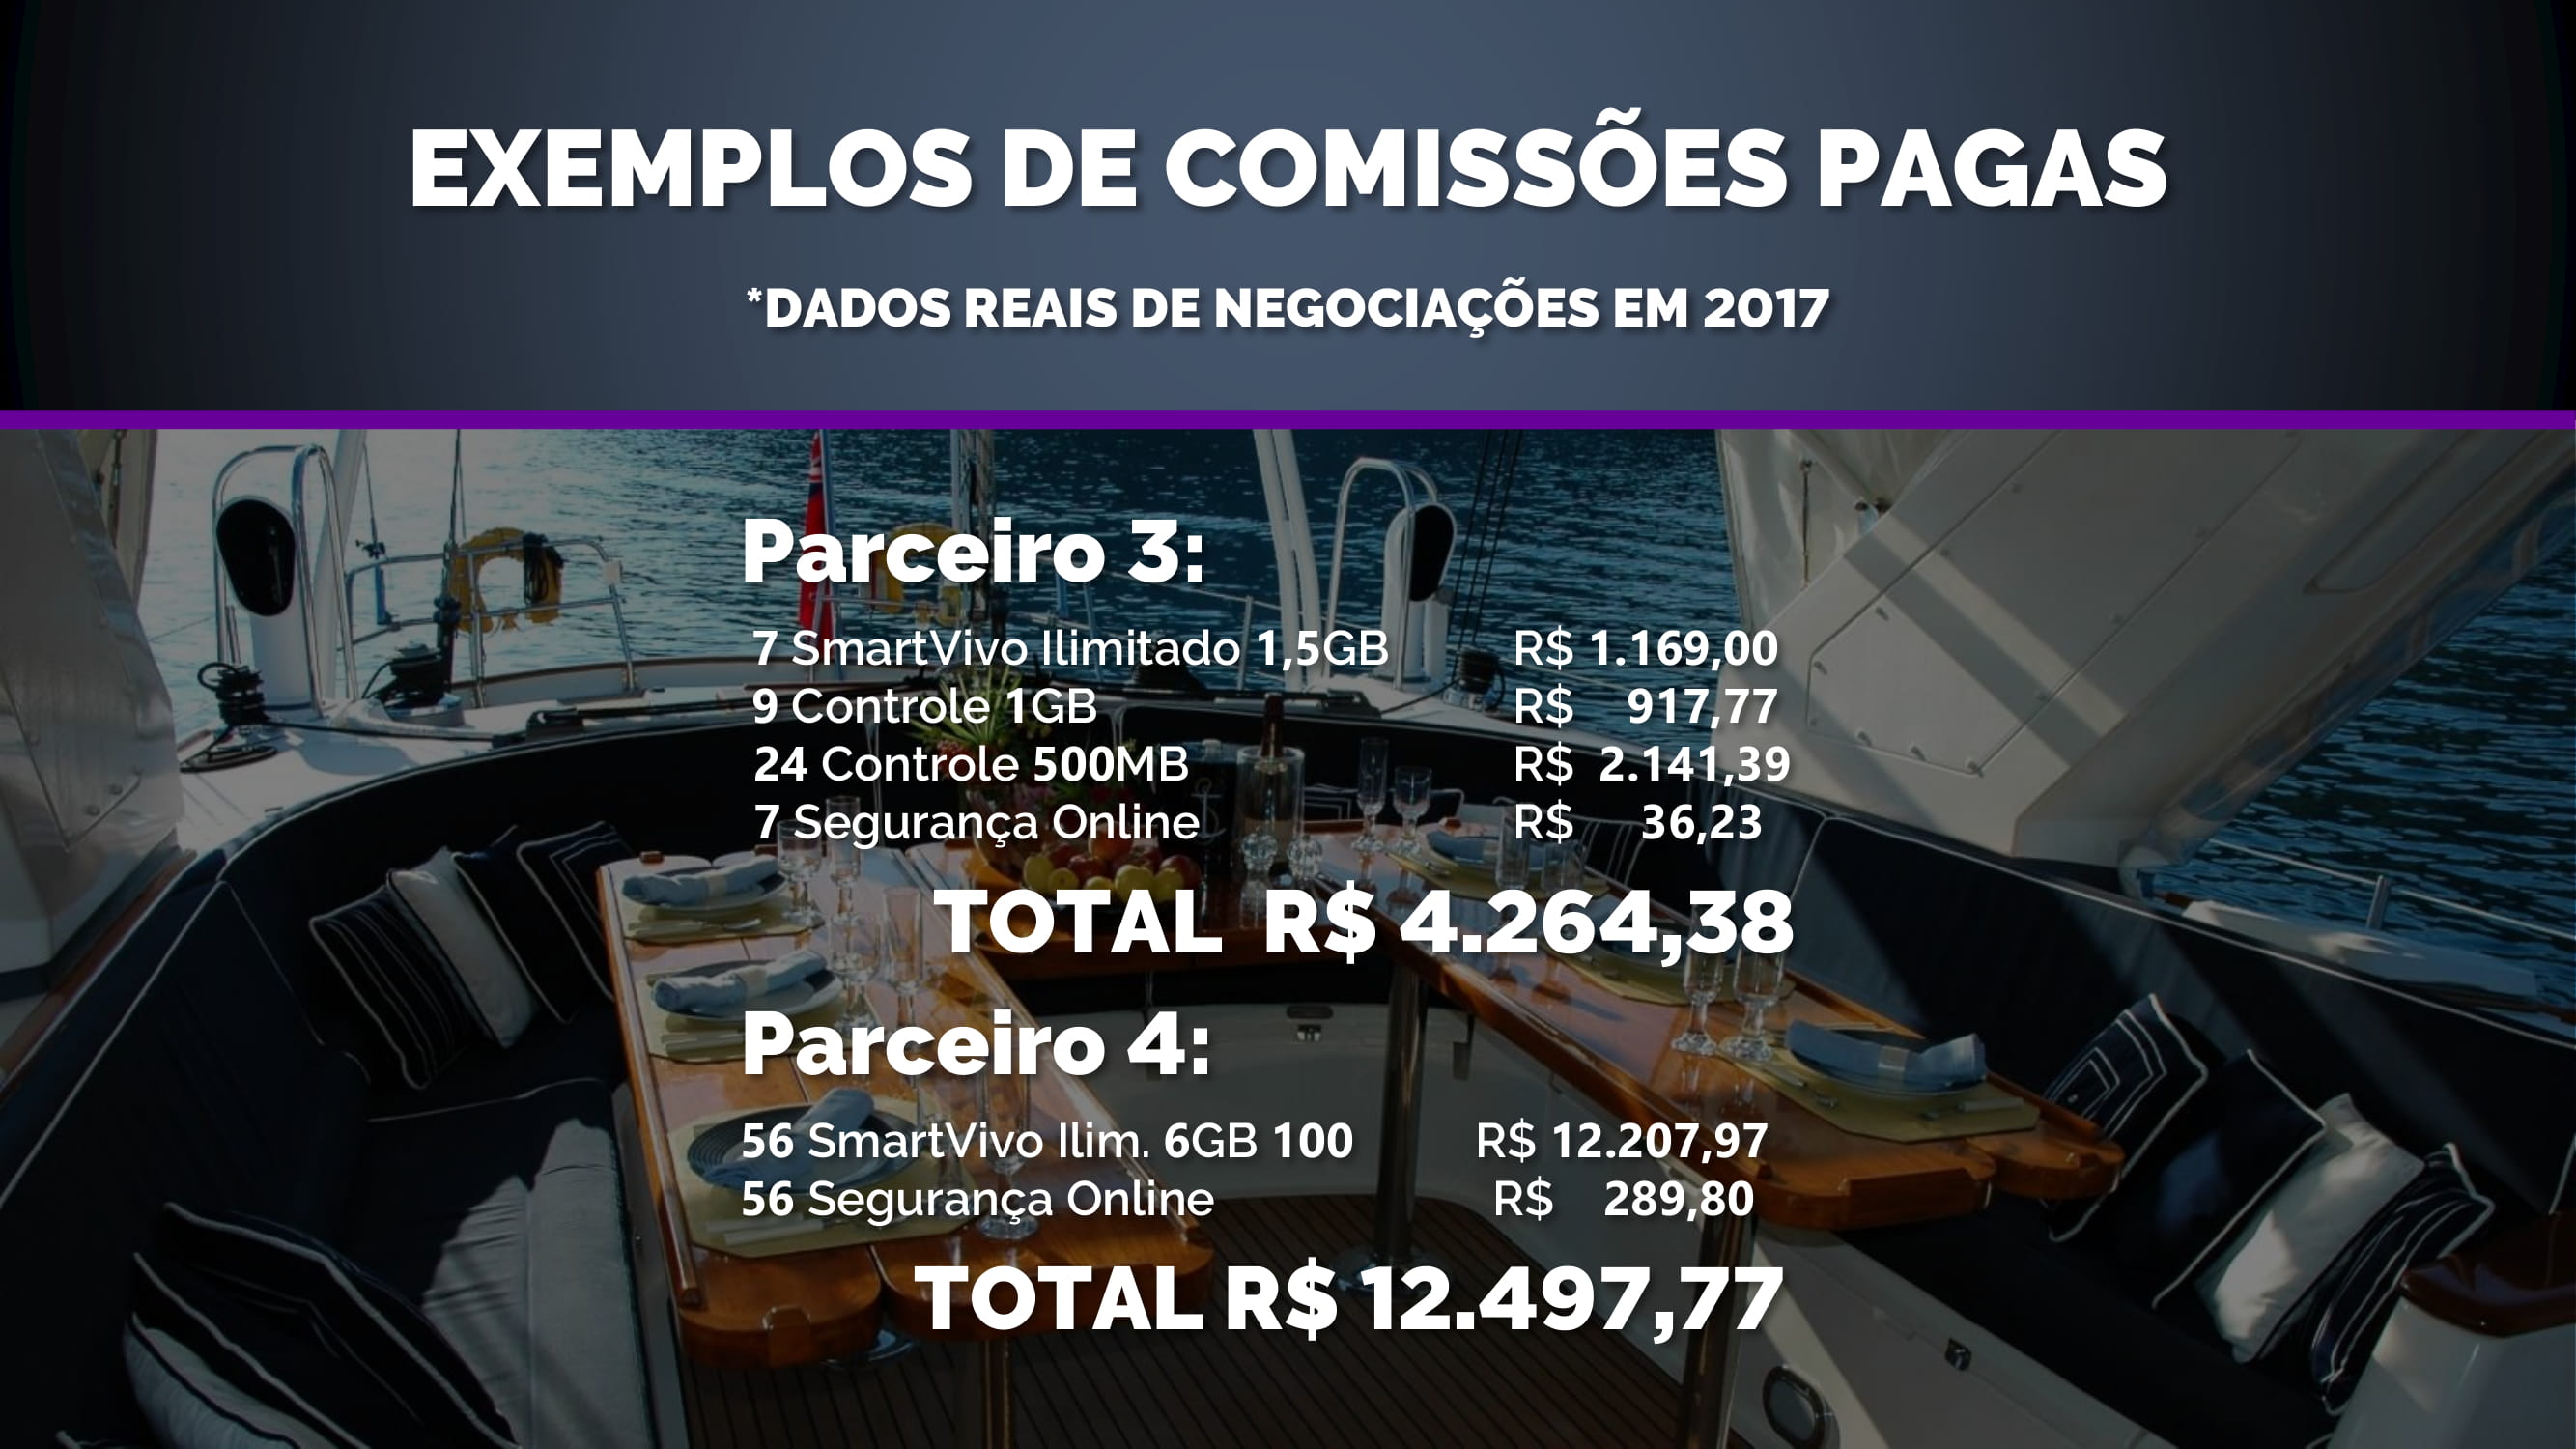 EXEMPLOS DE COMISSÕES PAGAS
*DADOS REAIS DE NEGOCIAÇÕES EM 2017
Parceiro 3:
7 SmartVivo Ilimitado 1,5GB R$ 1.169,00
9 Controle 1GB R$ 917,77
24 Controle 500MB R$ 2.141,39
7 Segurança Online R$ 36,23
TOTAL R$ 4.264,38
Parceiro 4:
56 SmartVivo Ilim. 6GB 100 R$ 12.207,97
56 Segurança Online R$ 289,80
TOTAL R$ 12.497,77